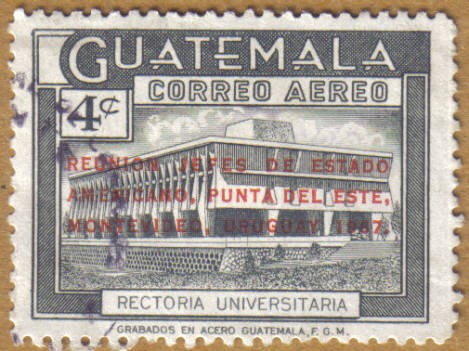 GUATEMALA
CORREO AEREO
4¢
REUNION JEFES DE ESTADO
AMERICANO, PUNTA DEL ESTE,
MONTEVIDEO, URUGUAY 1967
RECTORIA UNIVERSITARIA
GRABADOS EN ACERO GUATEMALA, F.G.M.